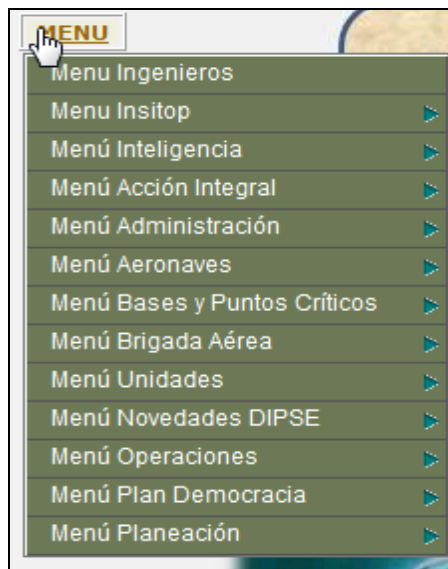 MENU
Menu Ingenieros
Menu Insitop
Menú Inteligencia
Menú Acción Integral
Menú Administración
Menú Aeronaves
Menú Bases y Puntos Críticos
Menú Brigada Aérea
Menú Unidades
Menú Novedades DIPSE
Menú Operaciones
Menú Plan Democracia
Menú Planeación